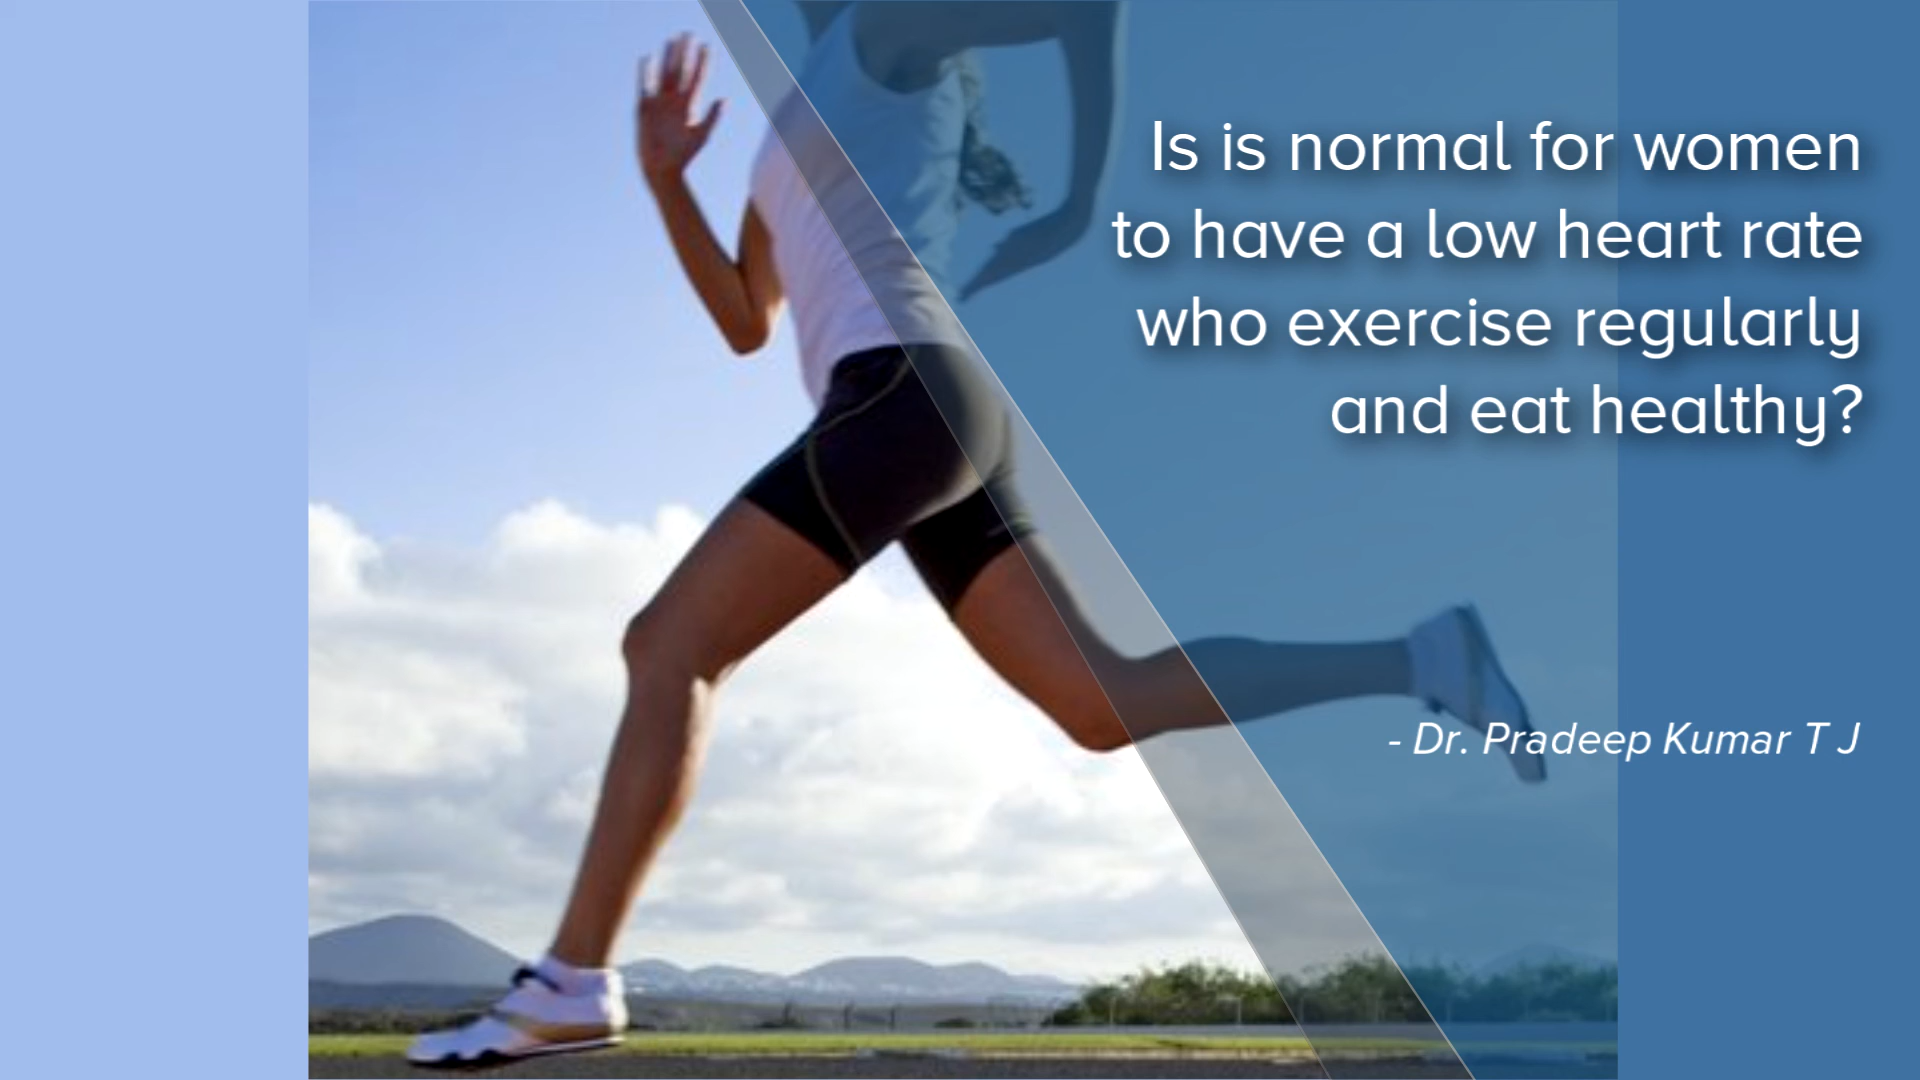 Is is normal for women
to have a low heart rate
who exercise regularly
and eat healthy?
- Dr. Pradeep Kumar T J